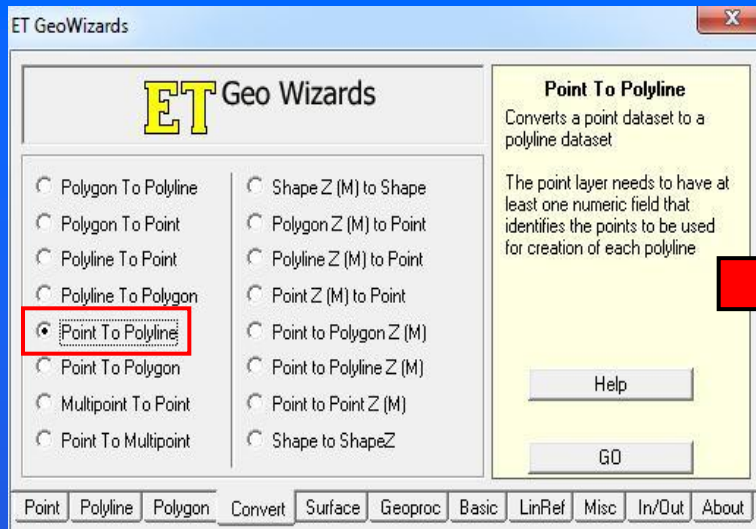 ET GeoWizards
x
ET Geo Wizards
Polygon To Polyline
Polygon To Point
Polyline To Point
Polyline To Polygon
Point To Polyline
Point To Polygon
Multipoint To Point
Point To Multipoint
Shape Z (M) to Shape
Polygon Z (M) to Point
Polyline Z (M) to Point
Point Z (M) to Point
Point to Polygon Z (M)
Point to Polyline Z (M)
Point to Point Z (M)
Shape to ShapeZ
Point To Polyline
Converts a point dataset to a
polyline dataset
The point layer needs to have at
least one numeric field that
identifies the points to be used
for creation of each polyline
Help
GO
Point Polyline Polygon Convert Surface Geoproc Basic LinRef Misc In/Out About